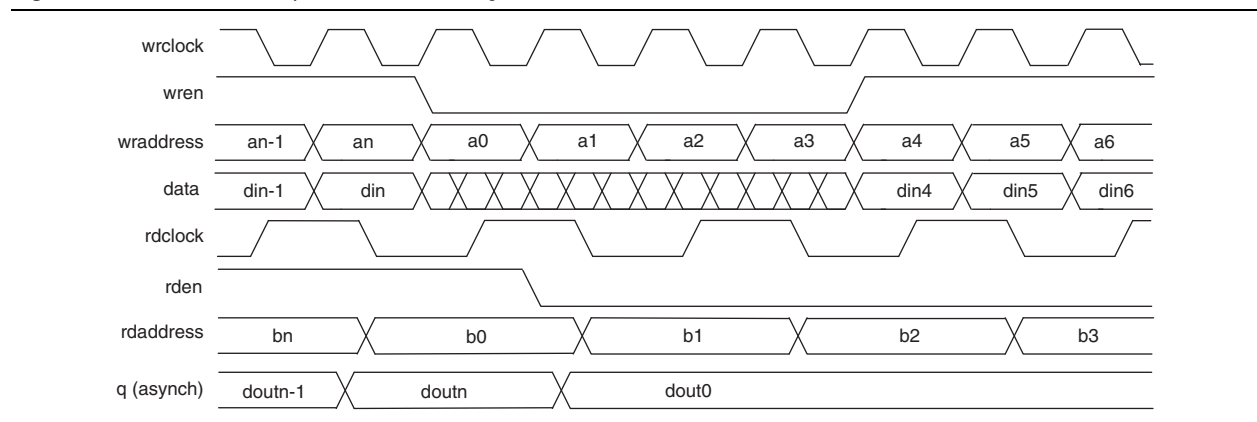 wrclock
wren
wraddress an-1 an a0 a1 a2 a3 a4 a5 a6
data din-1 din din4 din5 din6
rdclock
rden
rdaddress bn b0 b1 b2 b3
q (asynch) doutn-1 doutn dout0